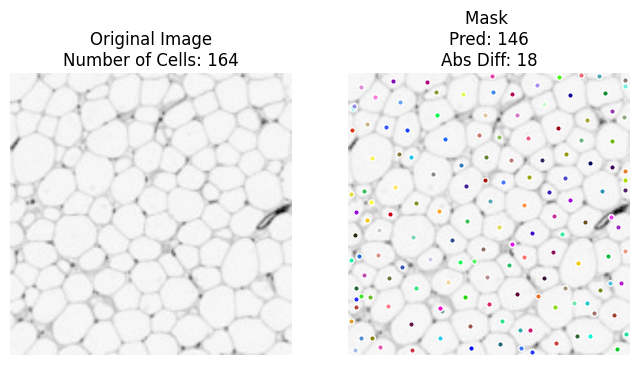 Original Image
Number of Cells: 164
Mask
Pred: 146
Abs Diff: 18